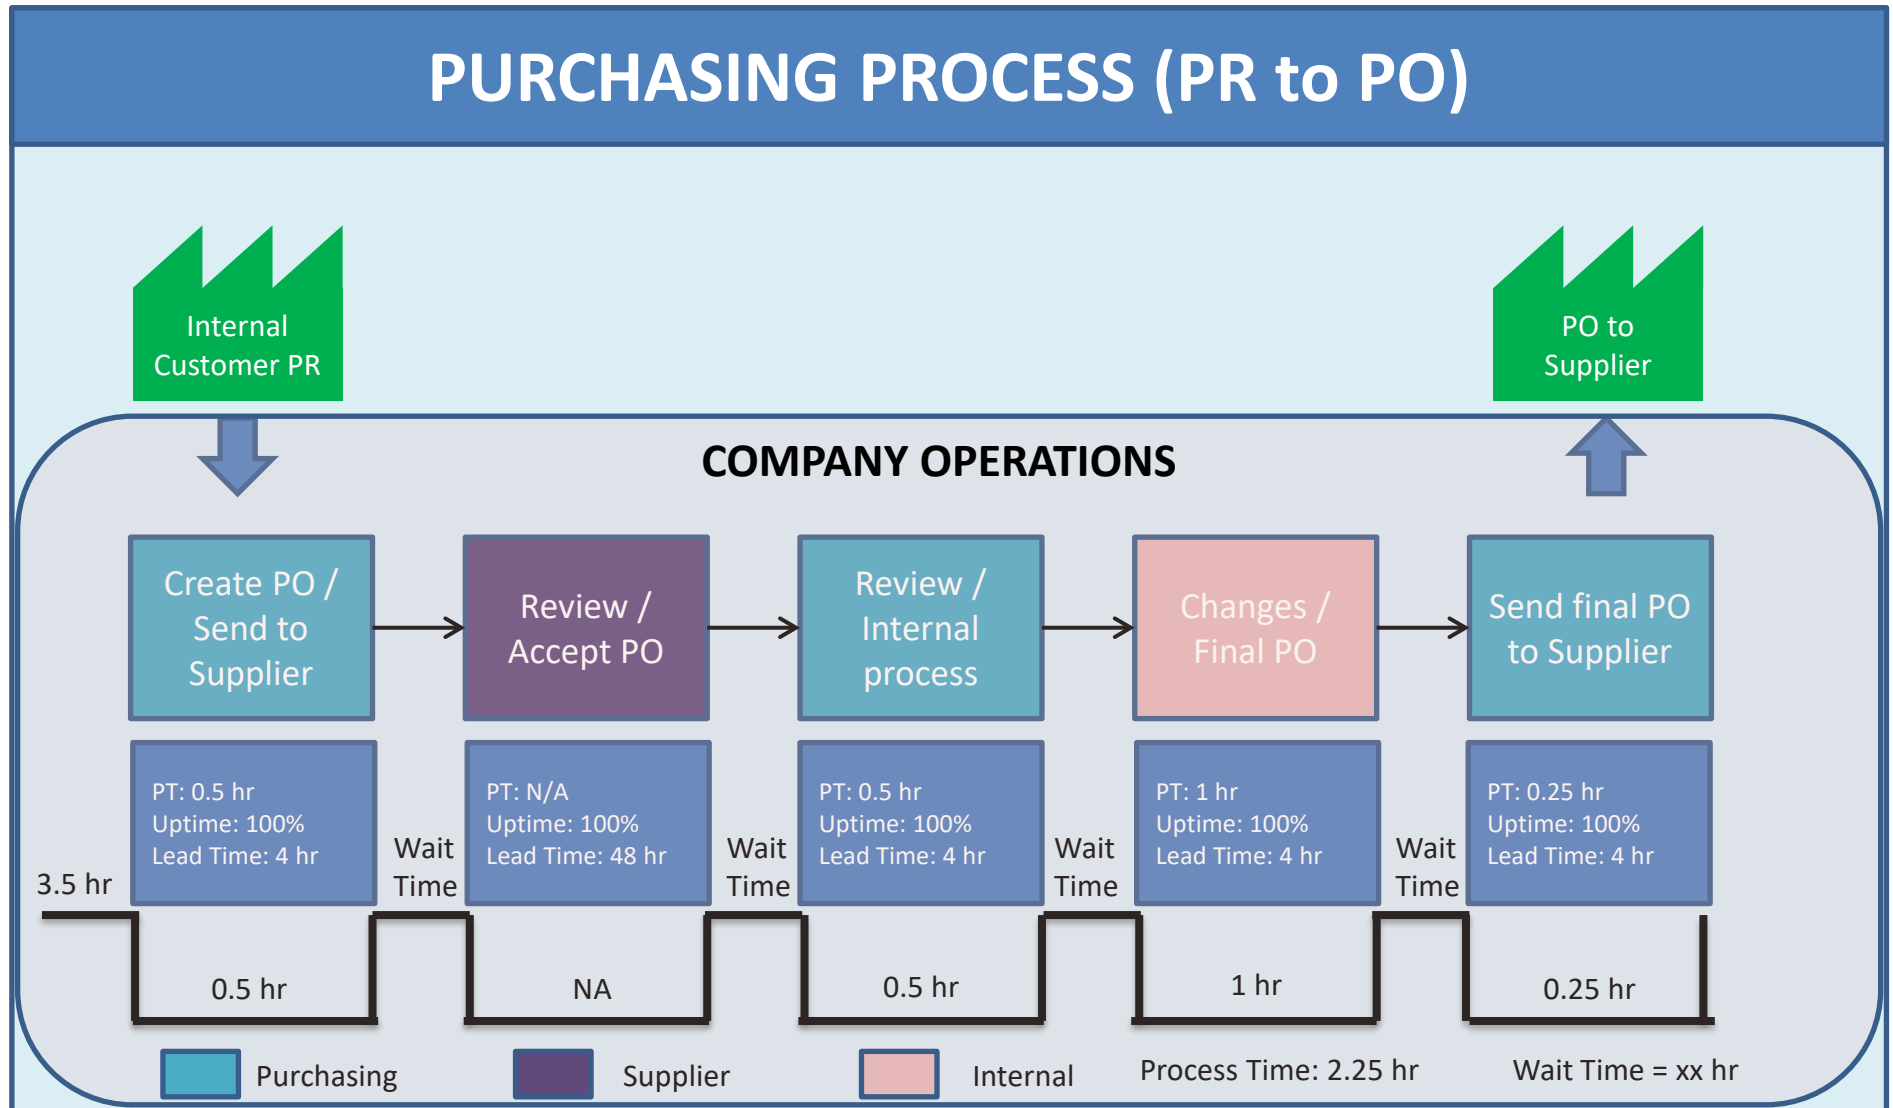 PURCHASING PROCESS (PR to PO)
Internal
Customer PR
PO to
Supplier
COMPANY OPERATIONS
Create PO /
Send to
Supplier
Review /
Accept PO
Review /
Internal
process
Changes /
Final PO
Send final PO
to Supplier
PT: 0.5 hr
Uptime: 100%
Lead Time: 4 hr
PT: N/A
Uptime: 100%
Lead Time: 48 hr
PT: 0.5 hr
Uptime: 100%
Lead Time: 4 hr
PT: 1 hr
Uptime: 100%
Lead Time: 4 hr
PT: 0.25 hr
Uptime: 100%
Lead Time: 4 hr
3.5 hr
Wait
Time
Wait
Time
Wait
Time
Wait
Time
0.5 hr
NA
0.5 hr
1 hr
0.25 hr
Purchasing
Supplier
Internal
Process Time: 2.25 hr
Wait Time = xx hr